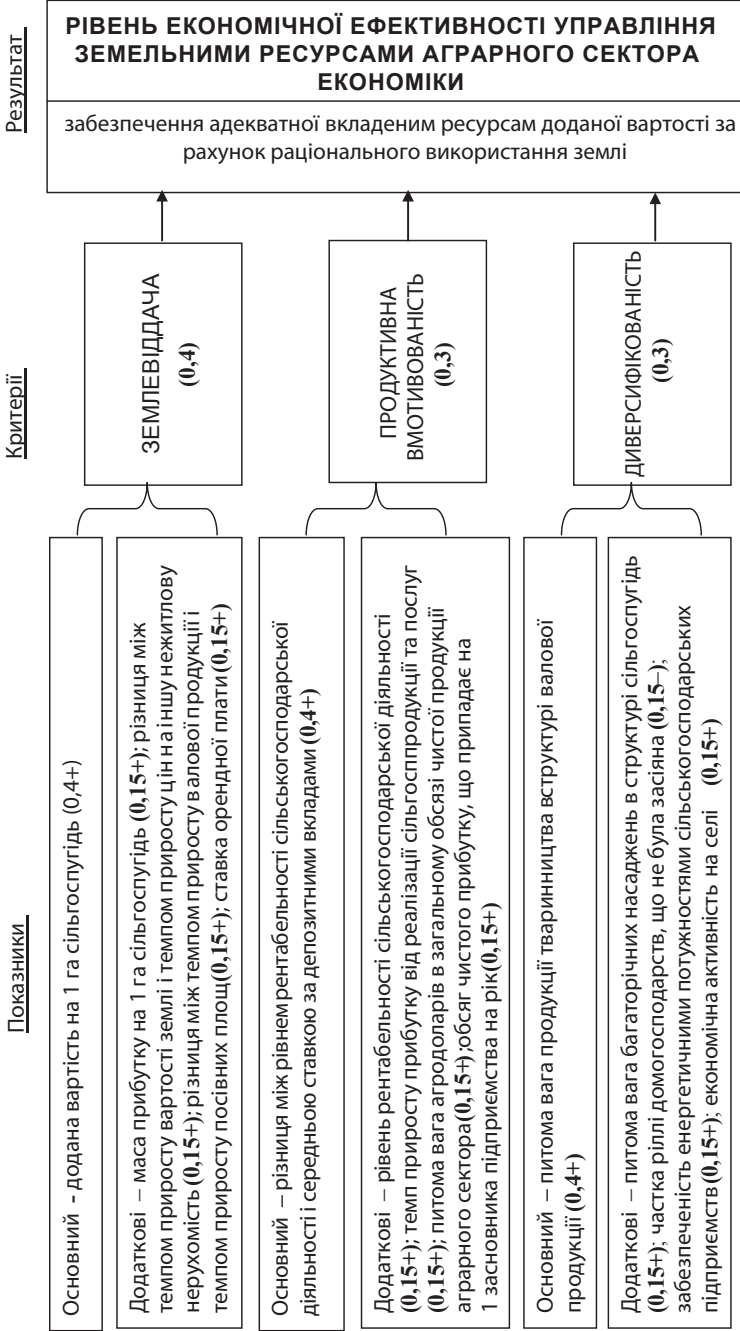 Показники
Критерії
Результат
Основний - додана вартість на 1 га сільгоспугідь (0,4+)
Додаткові – маса прибутку на 1 га сільгоспугідь (0,15+); різниця між
темпом приросту вартості землі і темпом приросту цін на іншу нежитлову
нерухомість (0,15+); різниця між темпом приросту валової продукції і
темпом приросту посівних площ(0,15+); ставка орендної плати(0,15+)
ЗЕМЛЕВІДДАЧА
(0,4)
Основний – різниця між рівнем рентабельності сільськогосподарської
діяльності і середньою ставкою за депозитними вкладами (0,4+)
Додаткові – рівень рентабельності сільськогосподарської діяльності
(0,15+); темп приросту прибутку від реалізації сільгосппродукції та послуг
(0,15+); питома вага агродоларів в загальному обсязі чистої продукції
аграрного сектора(0,15+);обсяг чистого прибутку, що припадає на
1 засновника підприємства на рік(0,15+)
ПРОДУКТИВНА
ВМОТИВОВАНІСТЬ
(0,3)
Основний – питома вага продукції тваринництва вструктурі валової
продукції (0,4+)
Додаткові – питома вага багаторічних насаджень в структурі сільгоспугідь
(0,15+); частка ріллі домогосподарств, що не була засіяна (0,15–);
забезпеченість енергетичними потужностями сільськогосподарських
підприємств(0,15+); економічна активність на селі (0,15+)
ДИВЕРСИФІКОВАНІСТЬ
(0,3)
РІВЕНЬ ЕКОНОМІЧНОЇ ЕФЕКТИВНОСТІ УПРАВЛІННЯ
ЗЕМЕЛЬНИМИ РЕСУРСАМИ АГРАРНОГО СЕКТОРА
ЕКОНОМІКИ
забезпечення адекватної вкладеним ресурсам доданої вартості за
рахунок раціонального використання землі